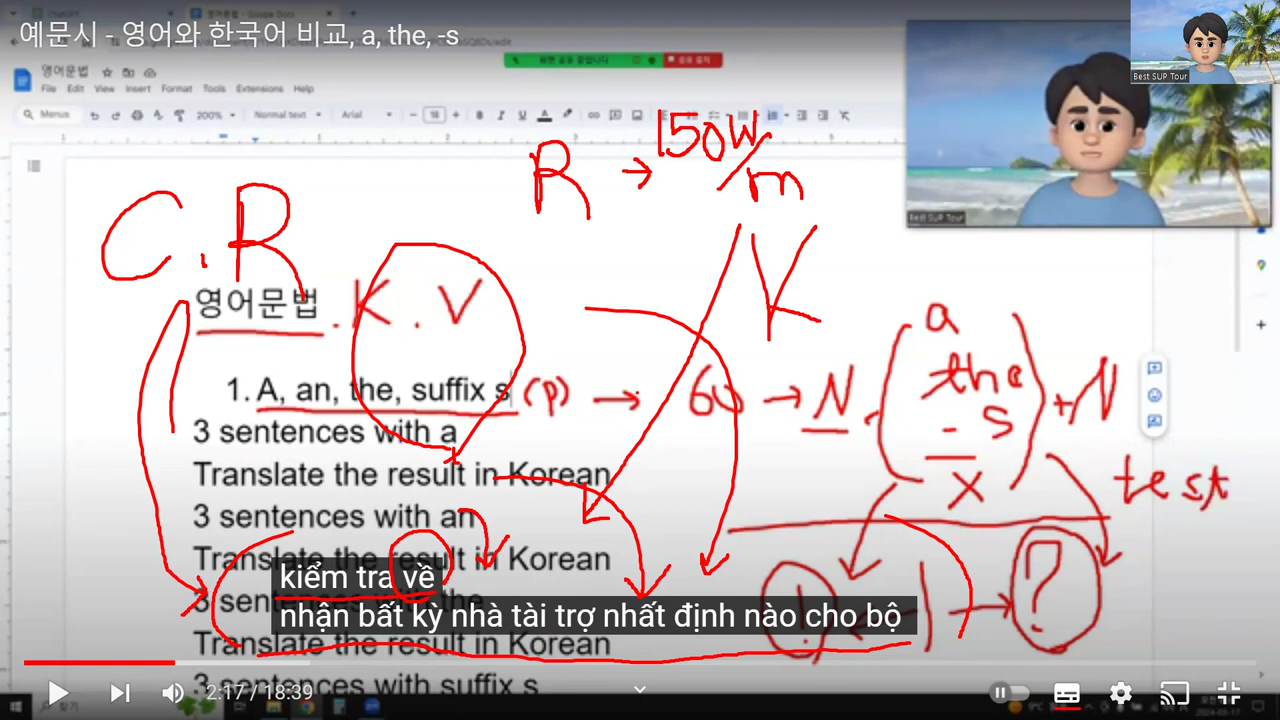 예문시 - 영어와 한국어 비교, a, the, -s
Best SUP Tour
영어문법
File Edit View Insert Format Tools Extensions Help
Menus 200% Normal text Arial 18
Best SUP Tour
R → 150W/m
C.R
K
영어문법 . K . V
a
1. A, an, the, suffix s (P) → 60 → N the + N
- s
3 sentences with a
x
Translate the result in Korean
test
3 sentences with an
Translate the result in Korean
kiểm tra về
3 sentences with the
! ?
nhận bất kỳ nhà tài trợ nhất định nào cho bộ
Translate the result in Korean
3 sentences with suffix s
2:17 / 18:39